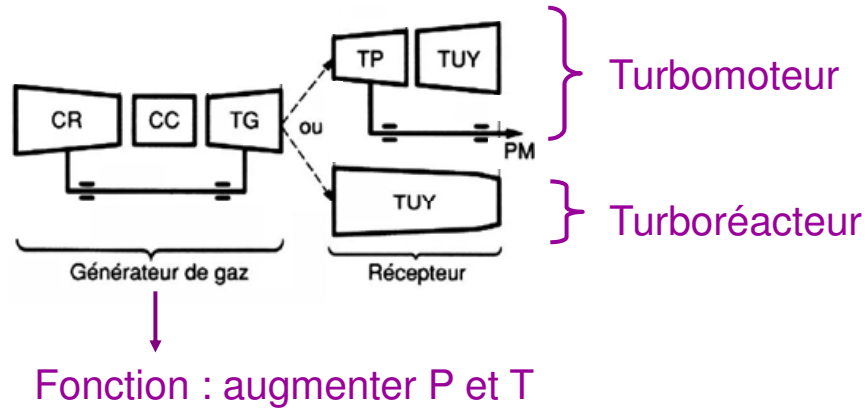 TP TUY
Turbomoteur
CR CC TG
ou
PM
TUY
Turboréacteur
Générateur de gaz
Récepteur
Fonction : augmenter P et T